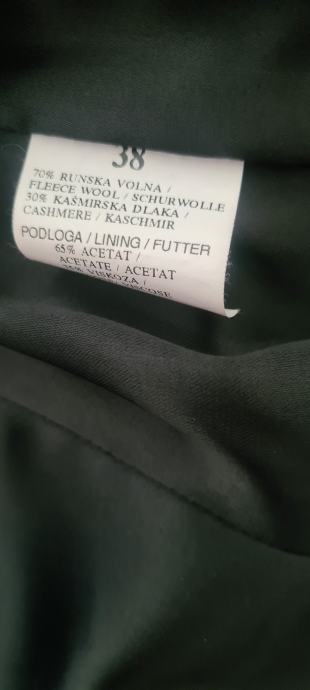 38
70% RUNSKA VOLNA /
FLEECE WOOL / SCHURWOLLE
30% KAŠMIRSKA DLAKA /
CASHMERE / KASCHMIR
PODLOGA / LINING / FUTTER
65% ACETAT /
ACETATE / ACETAT
VISKOZA /